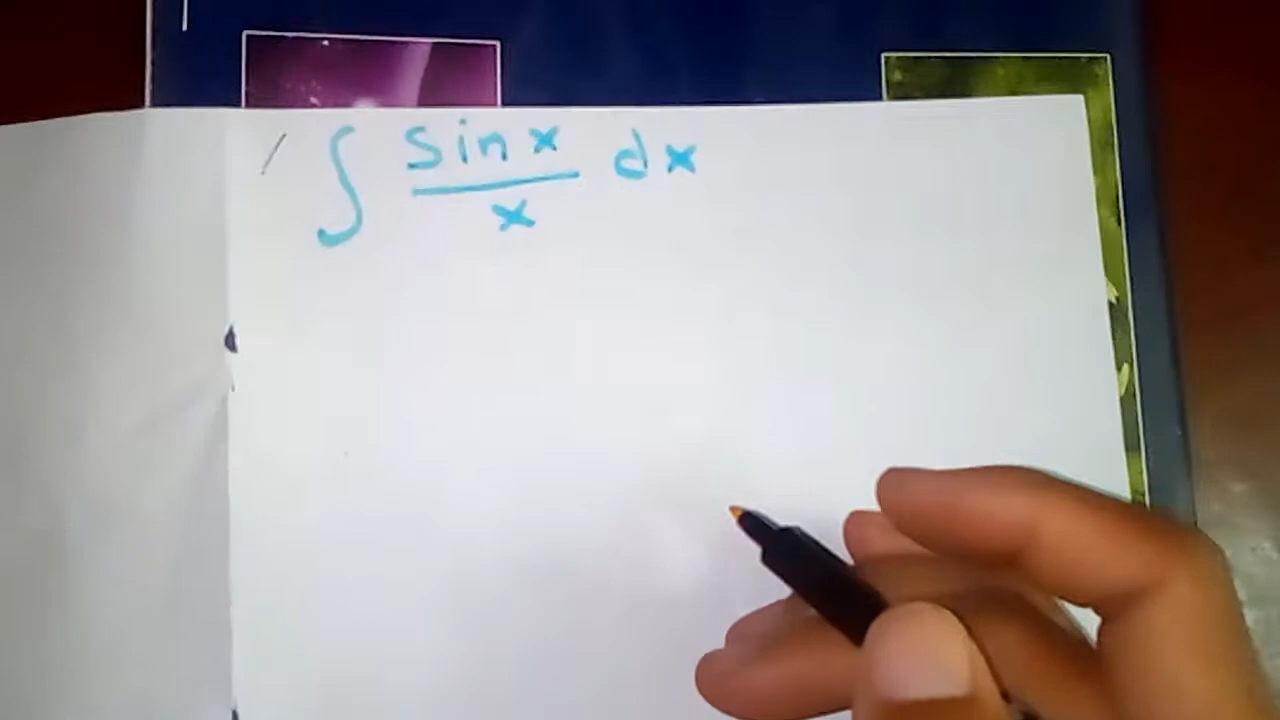 ∫ sin x / x dx